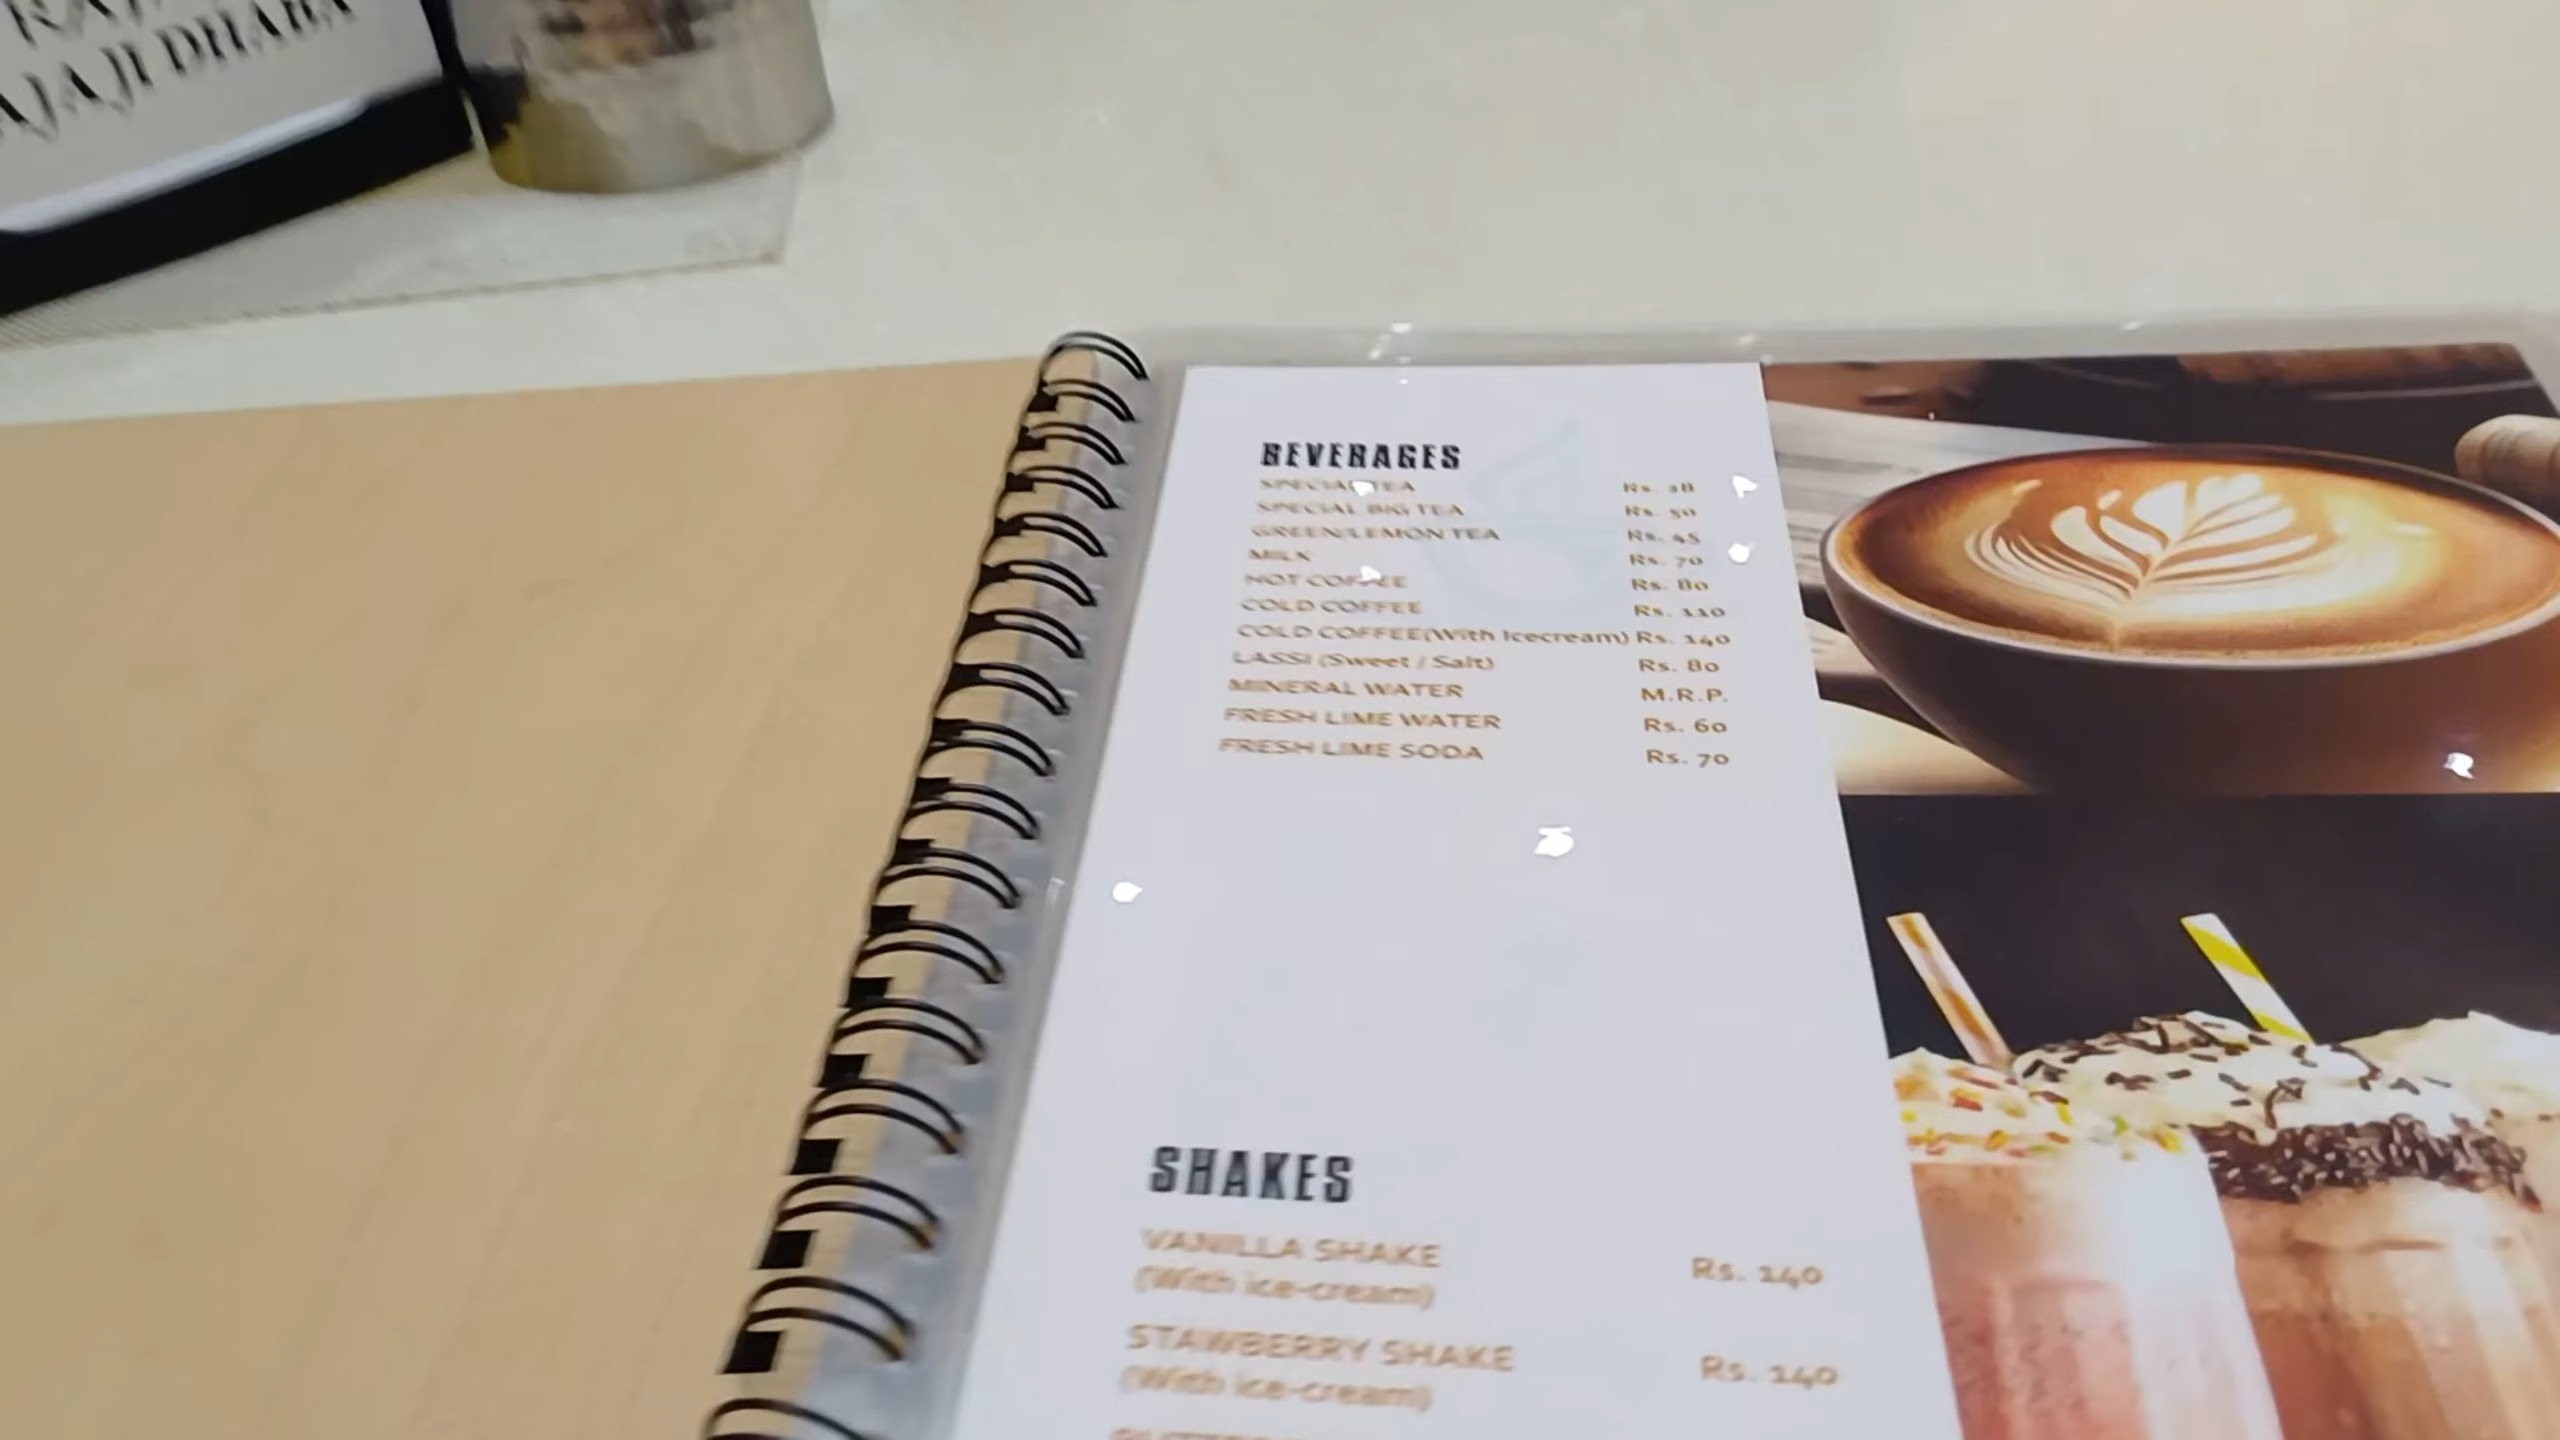 AJAJI DHABA
BEVERAGES
SPECIAL TEA Rs. 28
SPECIAL BIG TEA Rs. 50
GREEN/LEMON TEA Rs. 45
MILK Rs. 70
HOT COFFEE Rs. 80
COLD COFFEE Rs. 110
COLD COFFEE(With Icecream) Rs. 140
LASSI (Sweet / Salt) Rs. 80
MINERAL WATER M.R.P.
FRESH LIME WATER Rs. 60
FRESH LIME SODA Rs. 70
SHAKES
VANILLA SHAKE Rs. 140
(With ice-cream)
STAWBERRY SHAKE Rs. 140
(With ice-cream)